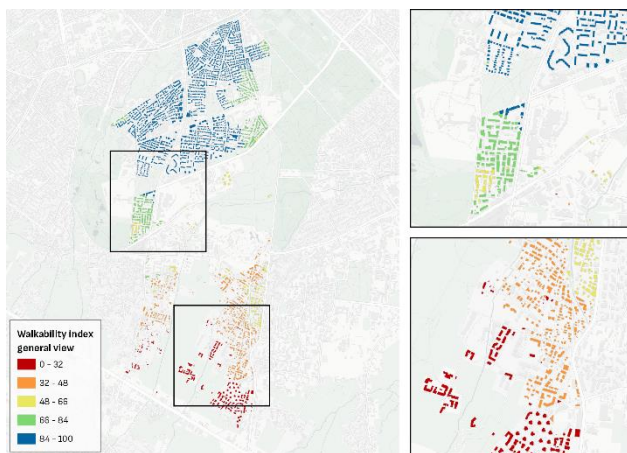 Walkability Index
general view
0 - 32
32 - 48
48 - 66
66 - 84
84 - 100